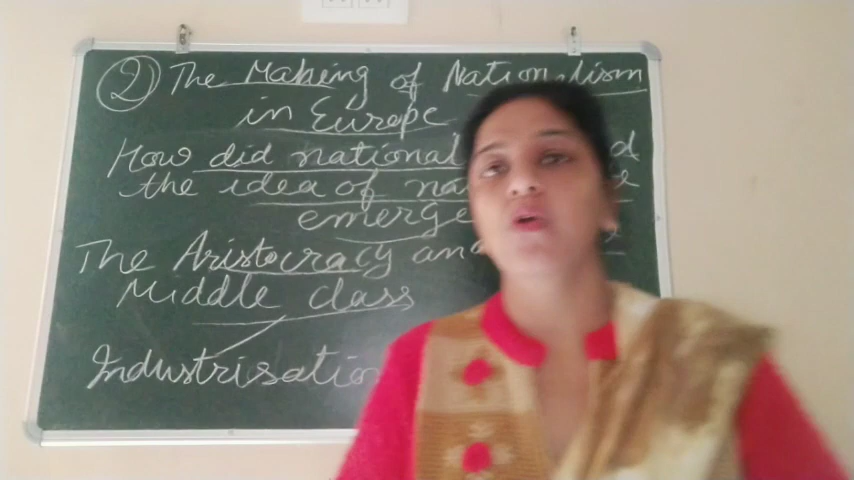 ② The Making of Nationalism
in Europe
How did national
the idea of na
emerge
The Aristocracy and
Middle class
Industrisation